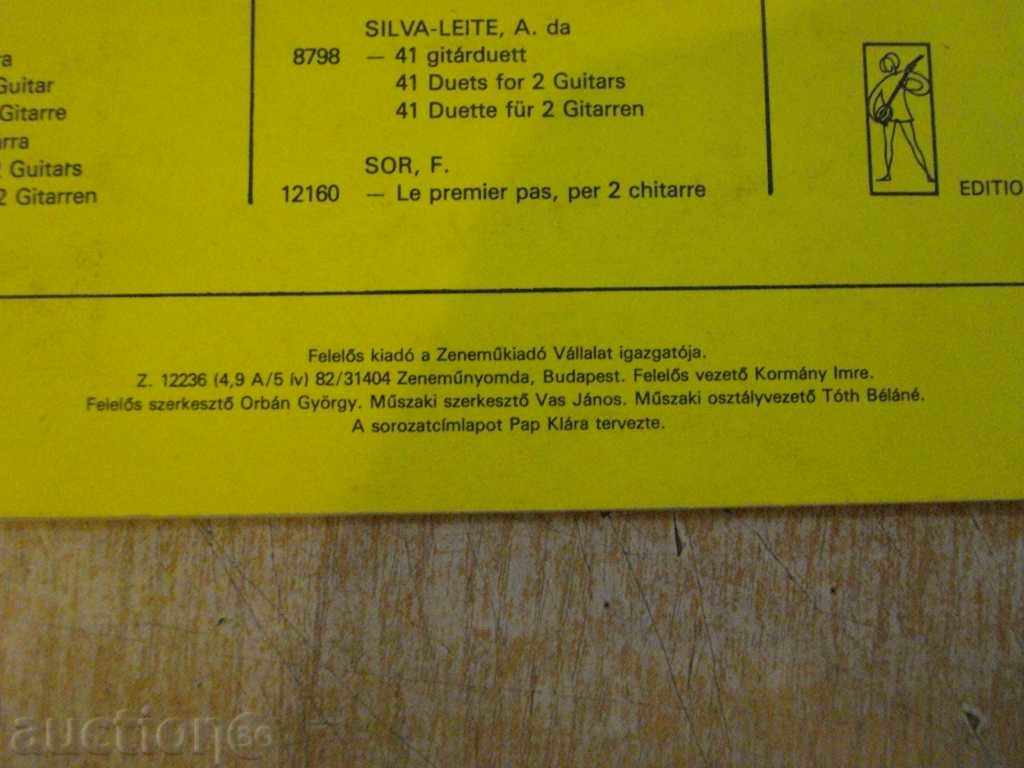 Guitar
Gitarre
2 Guitars
2 Gitarren
SILVA-LEITE, A. da
8798 — 41 gitárduett
41 Duets for 2 Guitars
41 Duette für 2 Gitarren
SOR, F.
12160 — Le premier pas, per 2 chitarre
EDITIO
Felelős kiadó a Zeneműkiadó Vállalat igazgatója.
Z. 12236 (4,9 A/5 ív) 82/31404 Zeneműnyomda, Budapest. Felelős vezető Kormány Imre.
Felelős szerkesztő Orbán György. Műszaki szerkesztő Vas János. Műszaki osztályvezető Tóth Béláné.
A sorozatcímlapot Pap Klára tervezte.
auction.BG